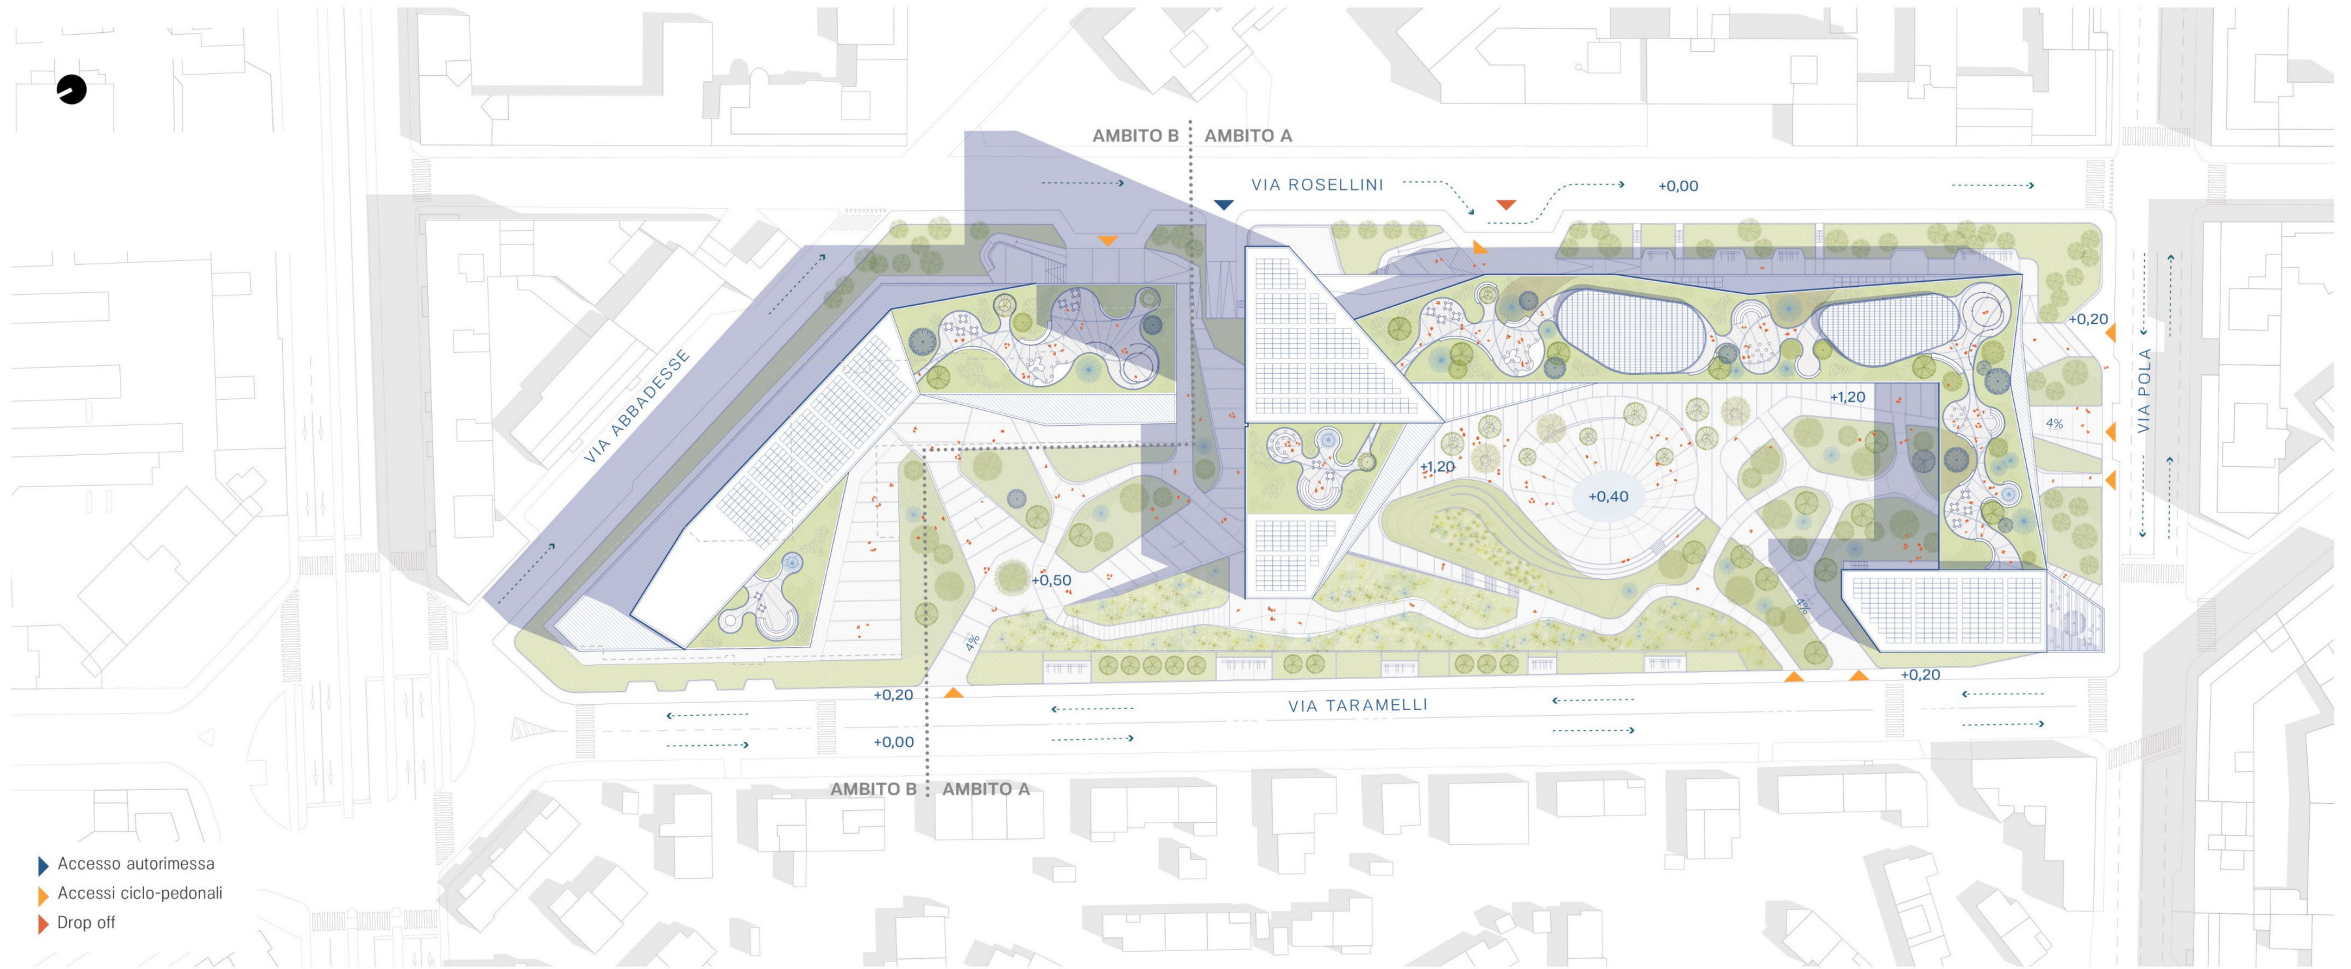 AMBITO B
AMBITO A
VIA ROSELLINI
+0,00
+0,20
VIA ABBADESSE
VIA POLA
+1,20
4%
+1,20
+0,40
+0,50
4%
4%
+0,20
+0,20
VIA TARAMELLI
+0,00
AMBITO B
AMBITO A
Accesso autorimessa
Accessi ciclo-pedonali
Drop off